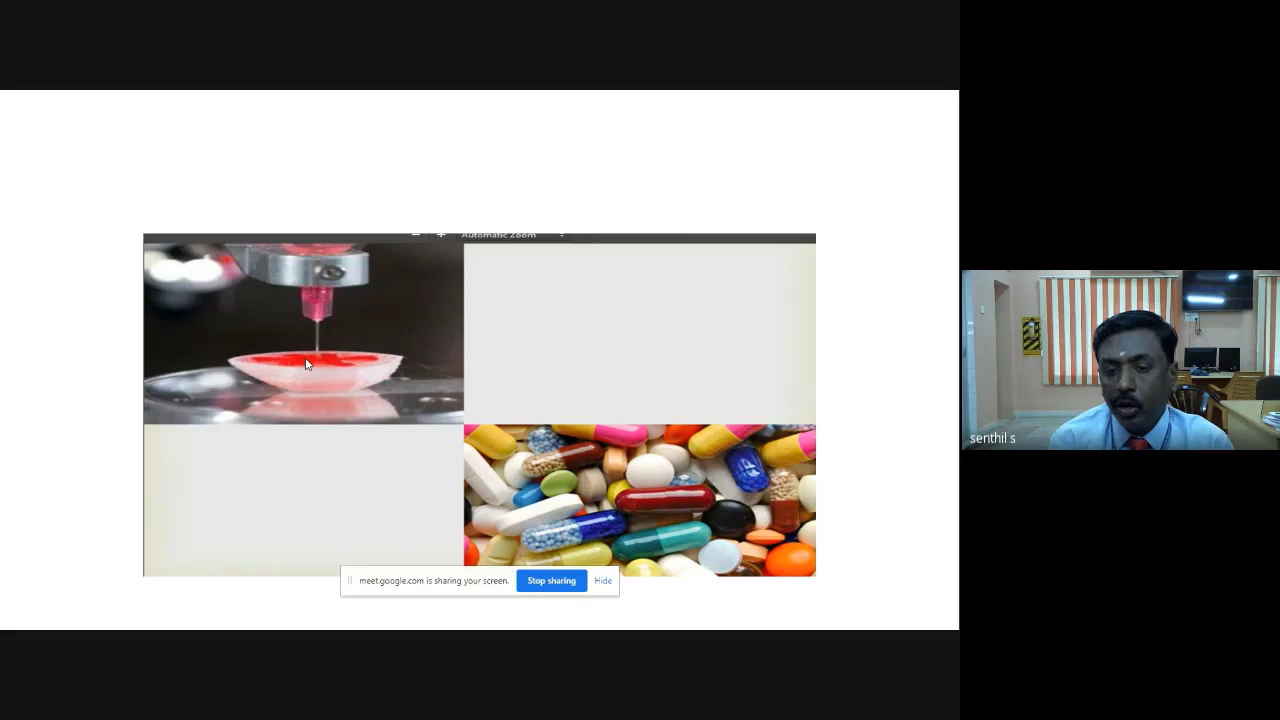 Automatic Zoom
meet.google.com is sharing your screen.
Stop sharing
Hide
senthil s